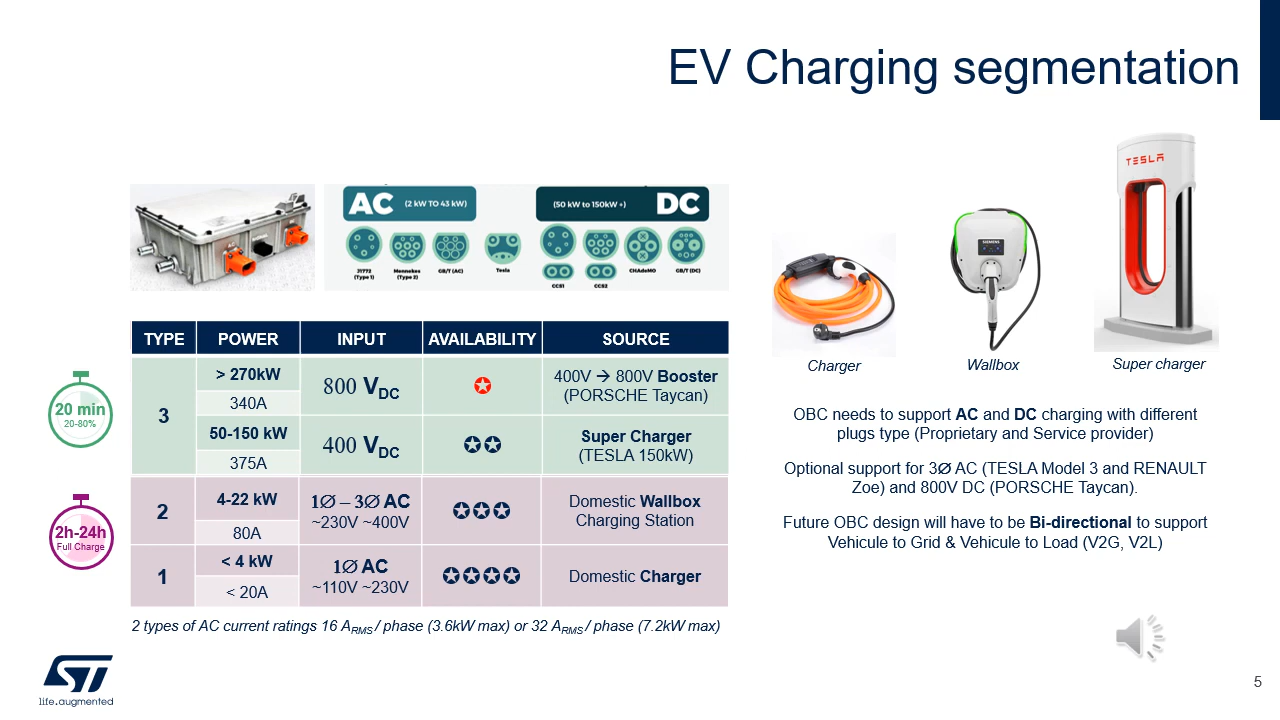 EV Charging segmentation
AC (2 kW TO 43 kW)
(50 kW to 150kW +) DC
J1772
(Type 1)
Mennekes
(Type 2)
GB/T (AC)
Tesla
CCS1
CCS2
CHAdeMO
GB/T (DC)
TESLA
SIEMENS
Charger
Wallbox
Super charger
TYPE POWER INPUT AVAILABILITY SOURCE
20 min
20-80%
3
> 270kW
340A
800 VDC
✪
400V → 800V Booster
(PORSCHE Taycan)
50-150 kW
375A
400 VDC
✪✪
Super Charger
(TESLA 150kW)
2h-24h
Full Charge
2
4-22 kW
80A
1∅ – 3∅ AC
~230V ~400V
✪✪✪
Domestic Wallbox
Charging Station
1
< 4 kW
< 20A
1∅ AC
~110V ~230V
✪✪✪✪
Domestic Charger
2 types of AC current ratings 16 ARMS / phase (3.6kW max) or 32 ARMS / phase (7.2kW max)
OBC needs to support AC and DC charging with different
plugs type (Proprietary and Service provider)
Optional support for 3∅ AC (TESLA Model 3 and RENAULT
Zoe) and 800V DC (PORSCHE Taycan).
Future OBC design will have to be Bi-directional to support
Vehicule to Grid & Vehicule to Load (V2G, V2L)
ST
life.augmented
5